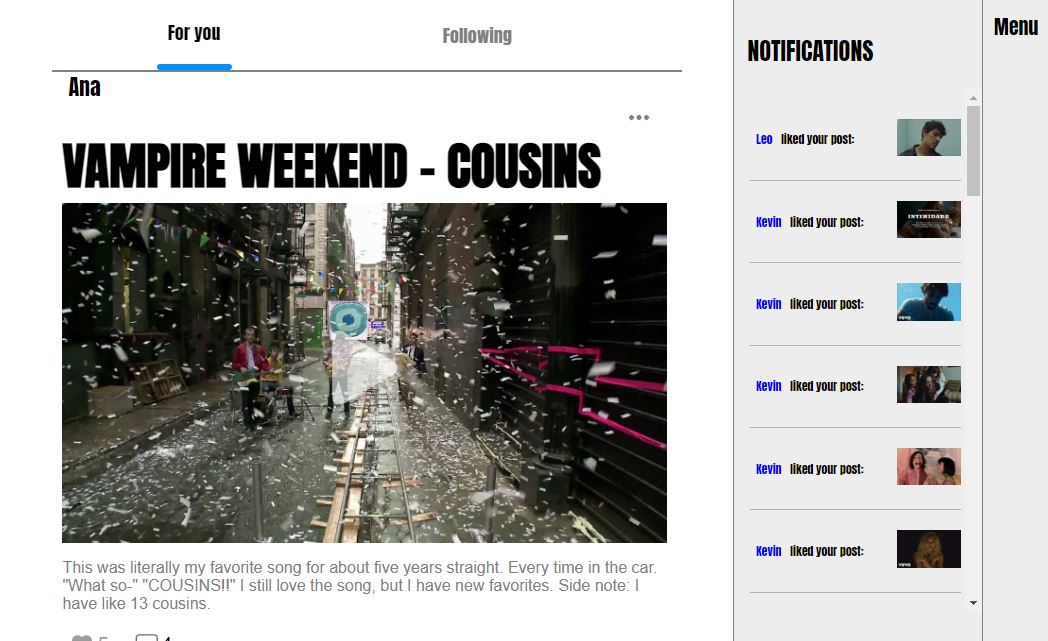 For you
Following
Menu
Ana
•••
VAMPIRE WEEKEND - COUSINS
This was literally my favorite song for about five years straight. Every time in the car.
"What so-" "COUSINS!!" I still love the song, but I have new favorites. Side note: I
have like 13 cousins.
NOTIFICATIONS
Leo liked your post:
Kevin liked your post:
INTIMIDADE
Kevin liked your post:
vevo
Kevin liked your post:
Kevin liked your post:
Kevin liked your post:
vevo